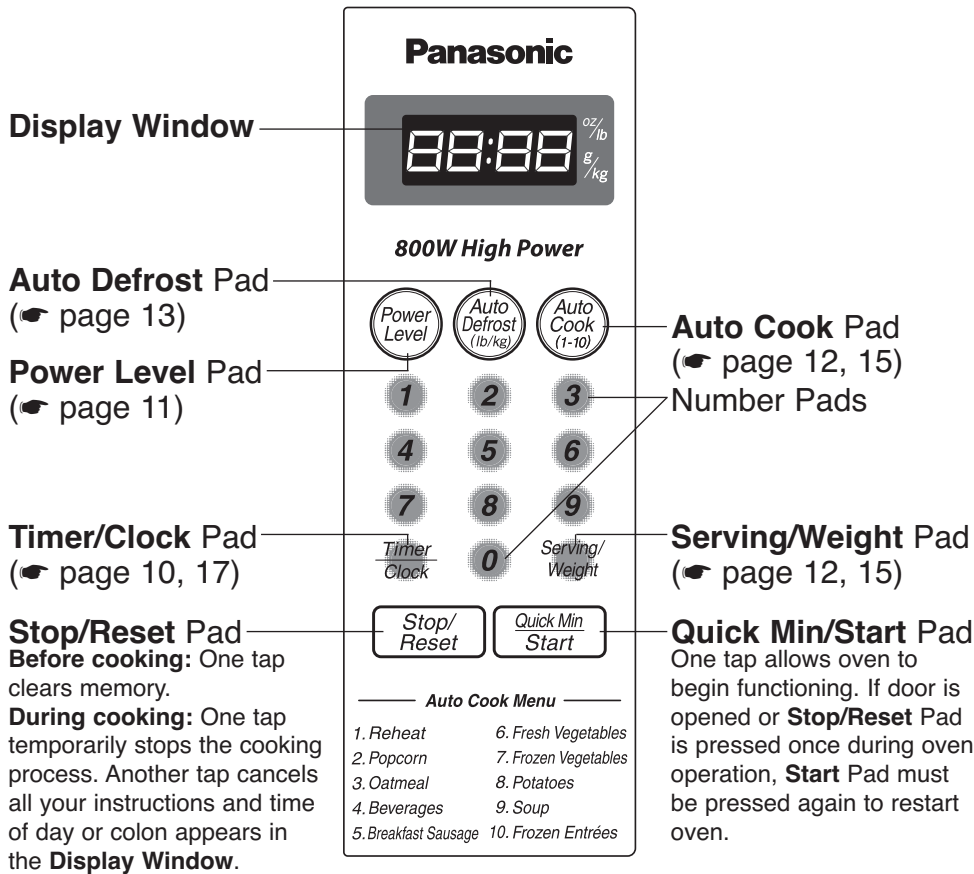 Panasonic
Display Window
88:88
oz/lb
g/kg
800W High Power
Auto Defrost Pad
(☛ page 13)
Power Level Pad
(☛ page 11)
Power
Level
Auto
Defrost
(lb/kg)
Auto
Cook
(1-10)
Auto Cook Pad
(☛ page 12, 15)
Number Pads
1 2 3
4 5 6
7 8 9
Timer/Clock Pad
(☛ page 10, 17)
Timer
Clock
0
Serving/
Weight
Serving/Weight Pad
(☛ page 12, 15)
Stop/Reset Pad
Before cooking: One tap
clears memory.
During cooking: One tap
temporarily stops the cooking
process. Another tap cancels
all your instructions and time
of day or colon appears in
the Display Window.
Stop/
Reset
Quick Min
Start
Quick Min/Start Pad
One tap allows oven to
begin functioning. If door is
opened or Stop/Reset Pad
is pressed once during oven
operation, Start Pad must
be pressed again to restart
oven.
Auto Cook Menu
1. Reheat
2. Popcorn
3. Oatmeal
4. Beverages
5. Breakfast Sausage
6. Fresh Vegetables
7. Frozen Vegetables
8. Potatoes
9. Soup
10. Frozen Entrées